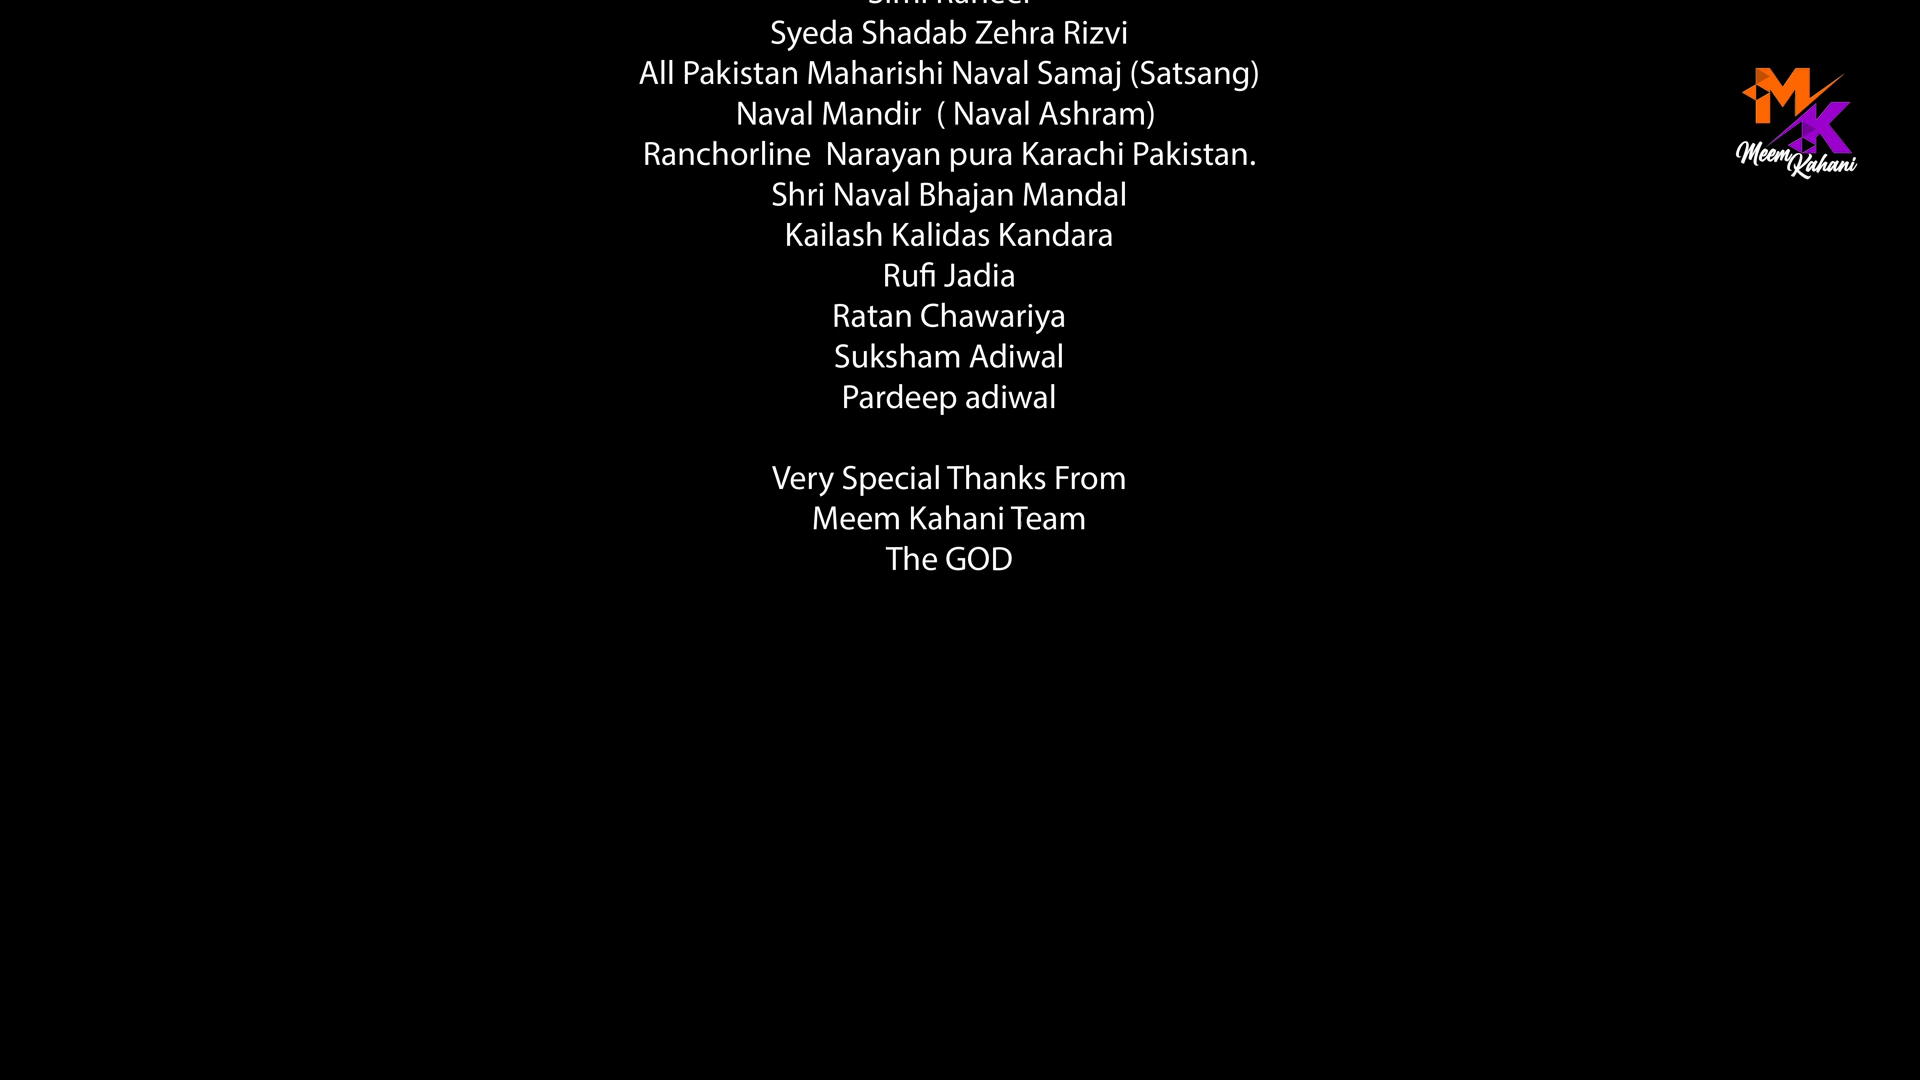 Syeda Shadab Zehra Rizvi
All Pakistan Maharishi Naval Samaj (Satsang)
Naval Mandir  ( Naval Ashram)
Ranchorline  Narayan pura Karachi Pakistan.
Shri Naval Bhajan Mandal
Kailash Kalidas Kandara
Rufi Jadia
Ratan Chawariya
Suksham Adiwal
Pardeep adiwal
Very Special Thanks From
Meem Kahani Team
The GOD
MK
Meem Kahani